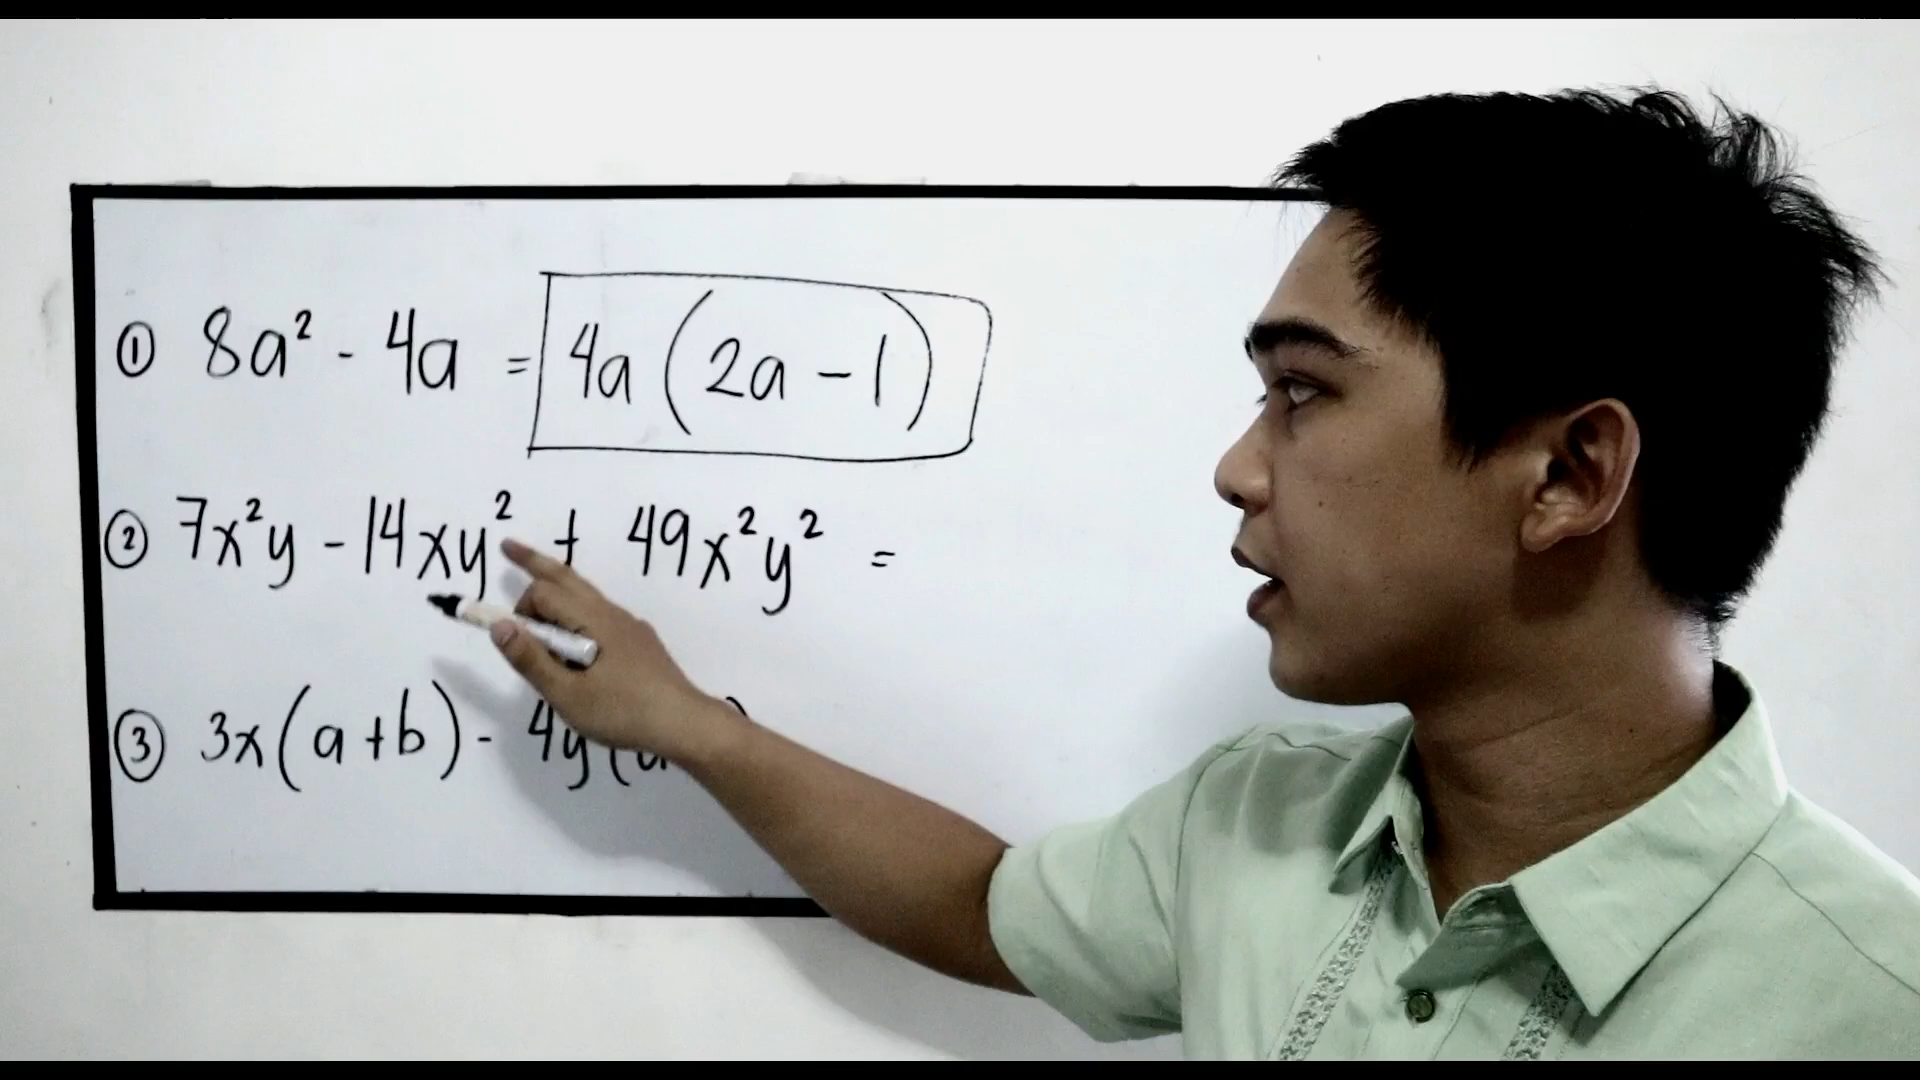 ① 8a² - 4a = 4a (2a - 1)
② 7x²y - 14xy² + 49x²y² =
③ 3x(a+b) - 4y(a